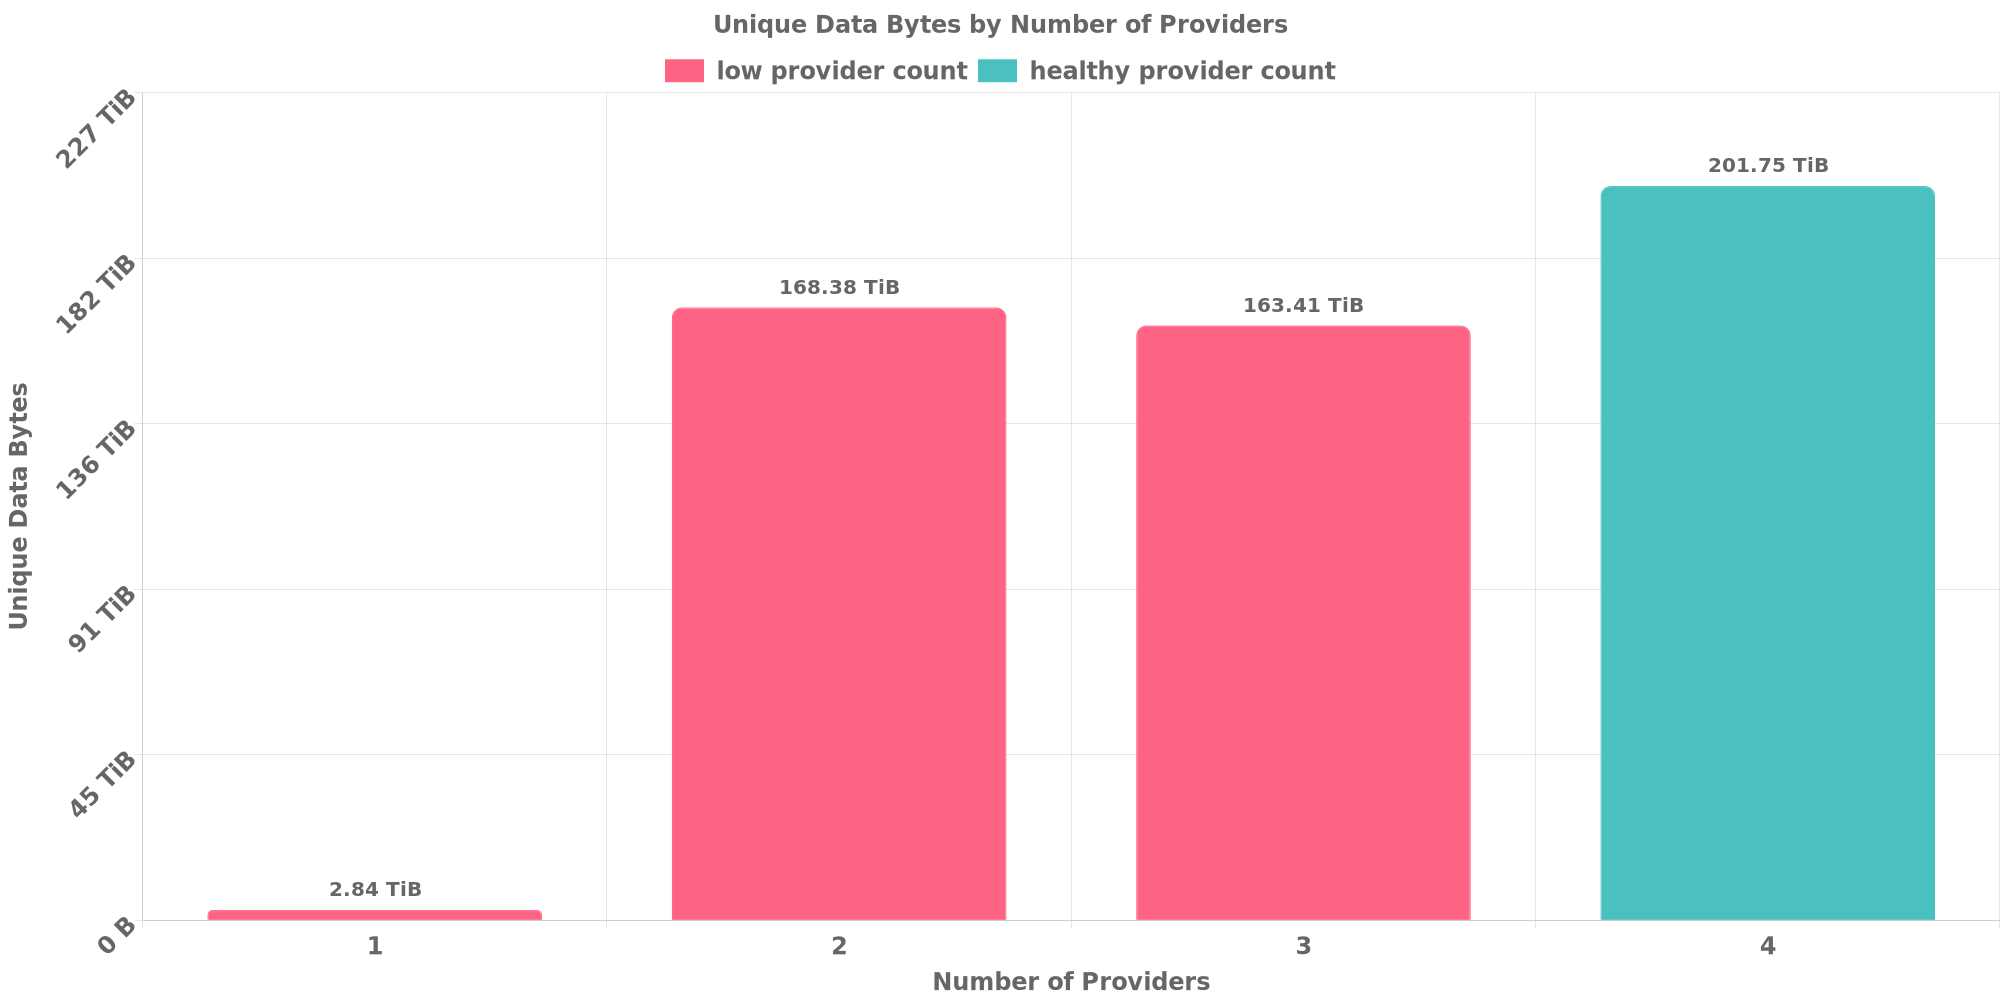 Unique Data Bytes by Number of Providers
low provider count healthy provider count
227 TiB
182 TiB
136 TiB
91 TiB
45 TiB
0 B
Unique Data Bytes
2.84 TiB
168.38 TiB
163.41 TiB
201.75 TiB
1 2 3 4
Number of Providers